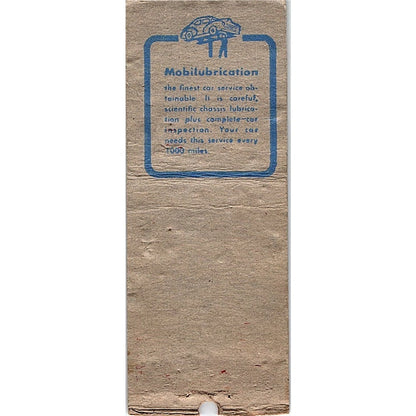 Mobilubrication
the finest car service ob-
tainable. It is careful,
scientific chassis lubrica-
tion plus complete car
inspection. Your car
needs this service every
1000 miles.